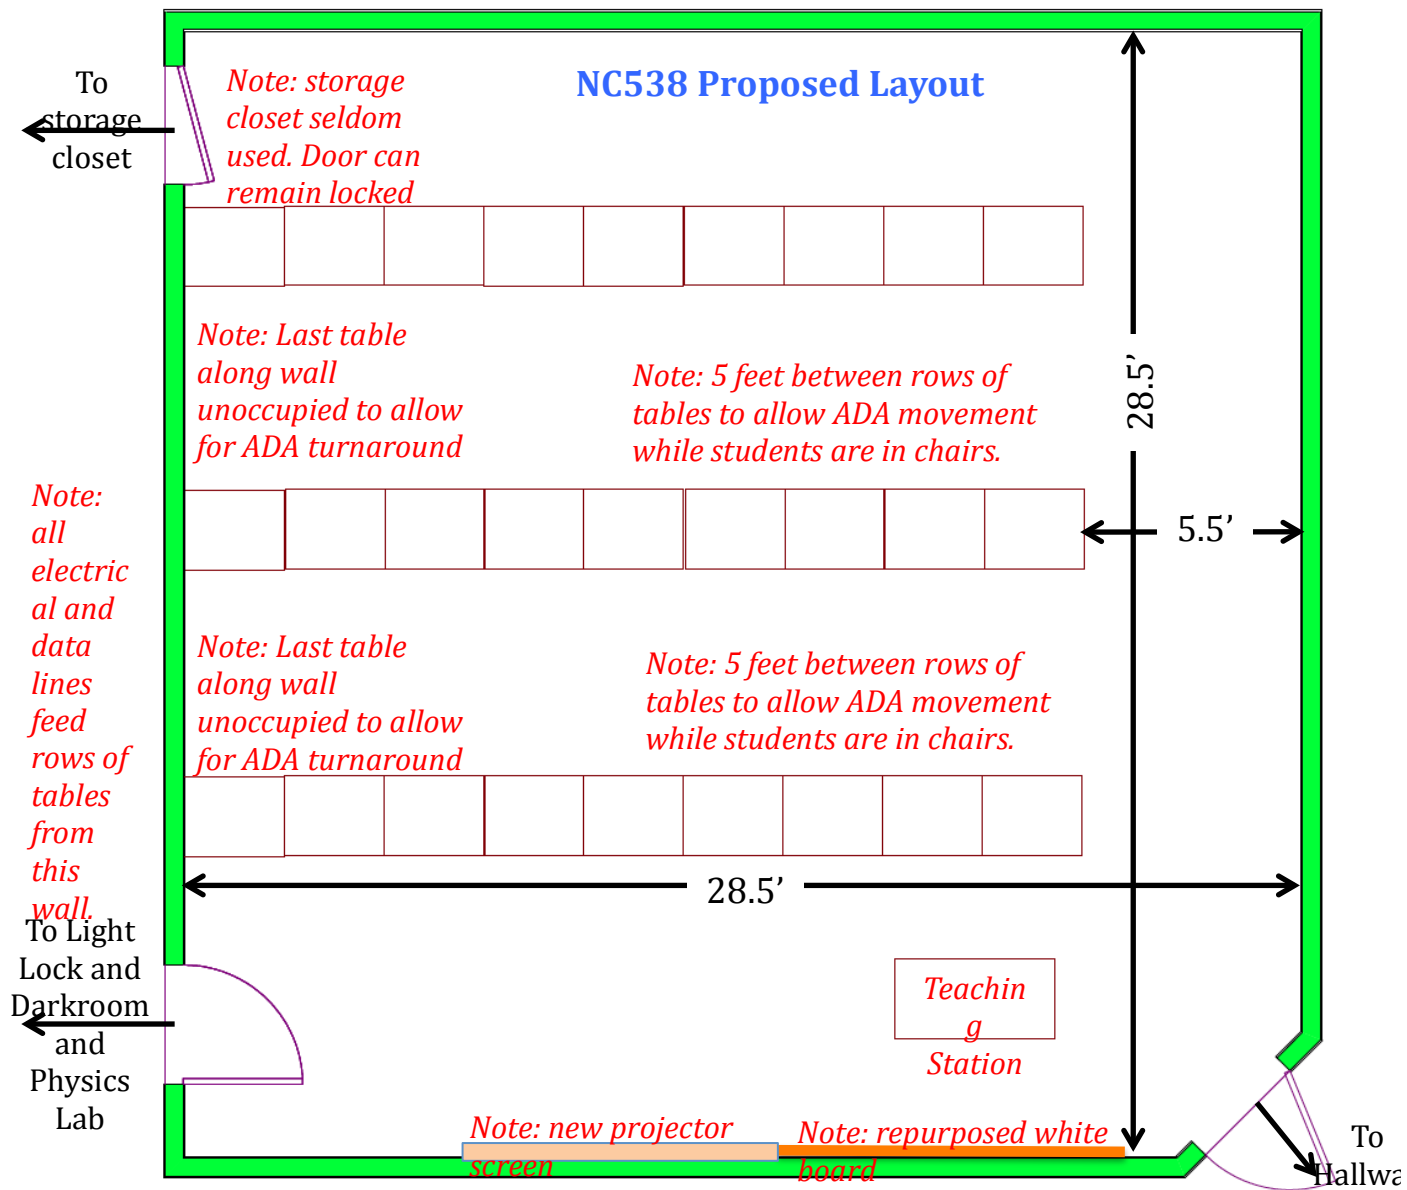 NC538 Proposed Layout
To
storage
closet
Note: storage
closet seldom
used. Door can
remain locked
Note: Last table
along wall
unoccupied to allow
for ADA turnaround
Note: 5 feet between rows of
tables to allow ADA movement
while students are in chairs.
28.5’
5.5’
Note:
all
electric
al and
data
lines
feed
rows of
tables
from
this
wall.
Note: Last table
along wall
unoccupied to allow
for ADA turnaround
Note: 5 feet between rows of
tables to allow ADA movement
while students are in chairs.
28.5’
To Light
Lock and
Darkroom
and
Physics
Lab
Teachin
g
Station
Note: new projector
screen
Note: repurposed white
board
To
Hallwa